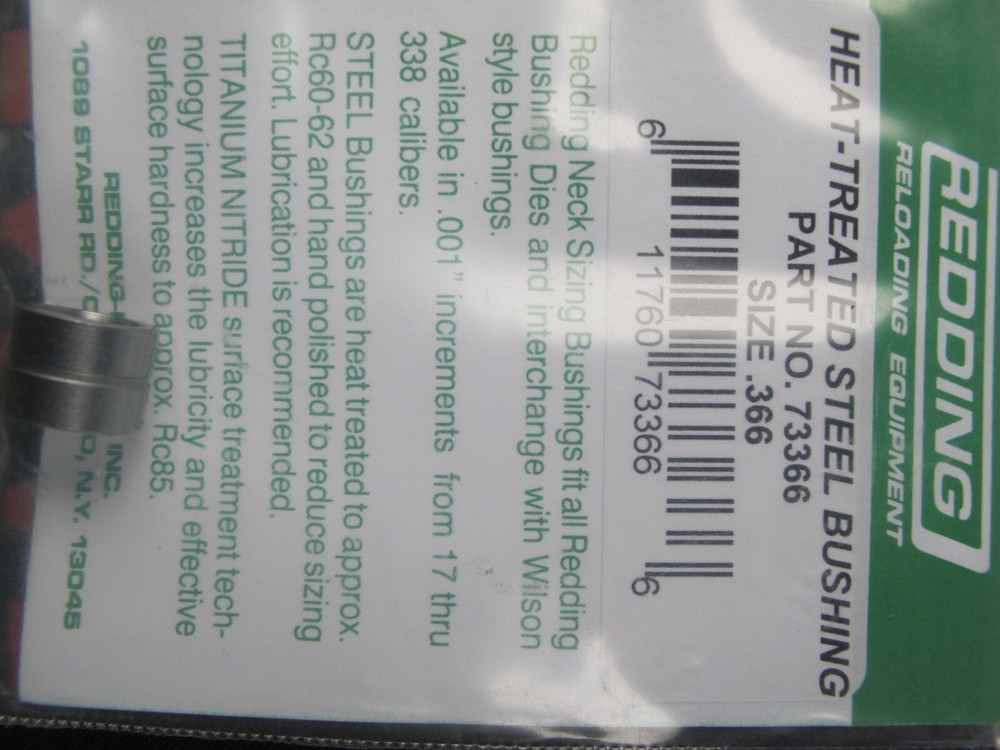 REDDING
RELOADING EQUIPMENT
HEAT-TREATED STEEL BUSHING
PART NO. 73366
SIZE .366
6 11760 73366 6
Redding Neck Sizing Bushings fit all Redding
Bushing Dies and interchange with Wilson
style bushings.
Available in .001" increments from 17 thru
338 calibers.
STEEL Bushings are heat treated to approx.
Rc60-62 and hand polished to reduce sizing
effort. Lubrication is recommended.
TITANIUM NITRIDE surface treatment tech-
nology increases the lubricity and effective
surface hardness to approx. Rc85.
REDDING- INC.
1089 STARR RD./ N.Y. 13045